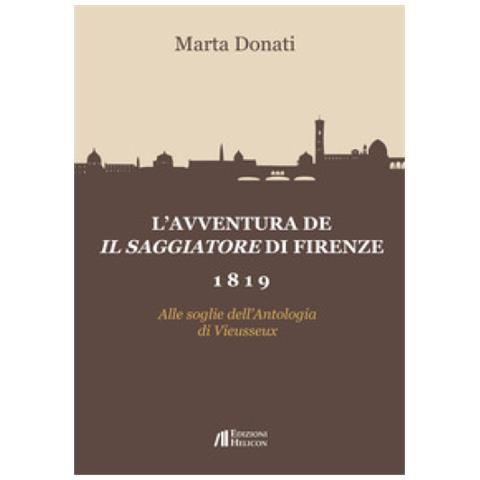 Marta Donati
L'AVVENTURA DE
IL SAGGIATORE DI FIRENZE
1819
Alle soglie dell'Antologia
di Vieusseux
EDIZIONI
HELICON